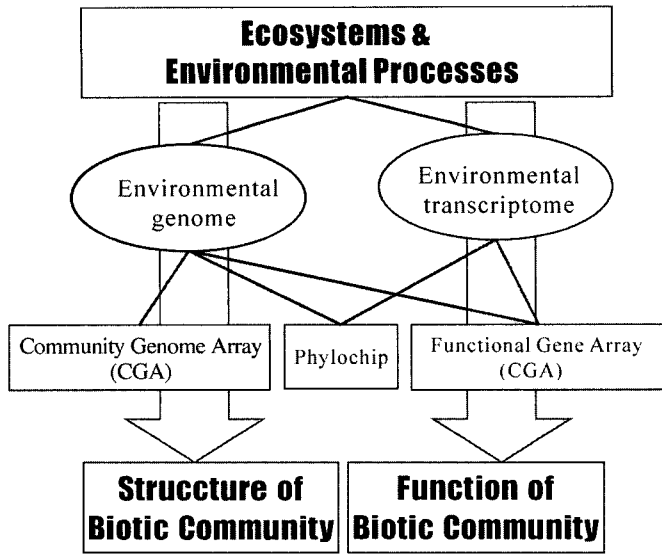 Ecosystems &
Environmental Processes
Environmental
genome
Environmental
transcriptome
Community Genome Array
(CGA)
Phylochip
Functional Gene Array
(CGA)
Struccture of
Biotic Community
Function of
Biotic Community